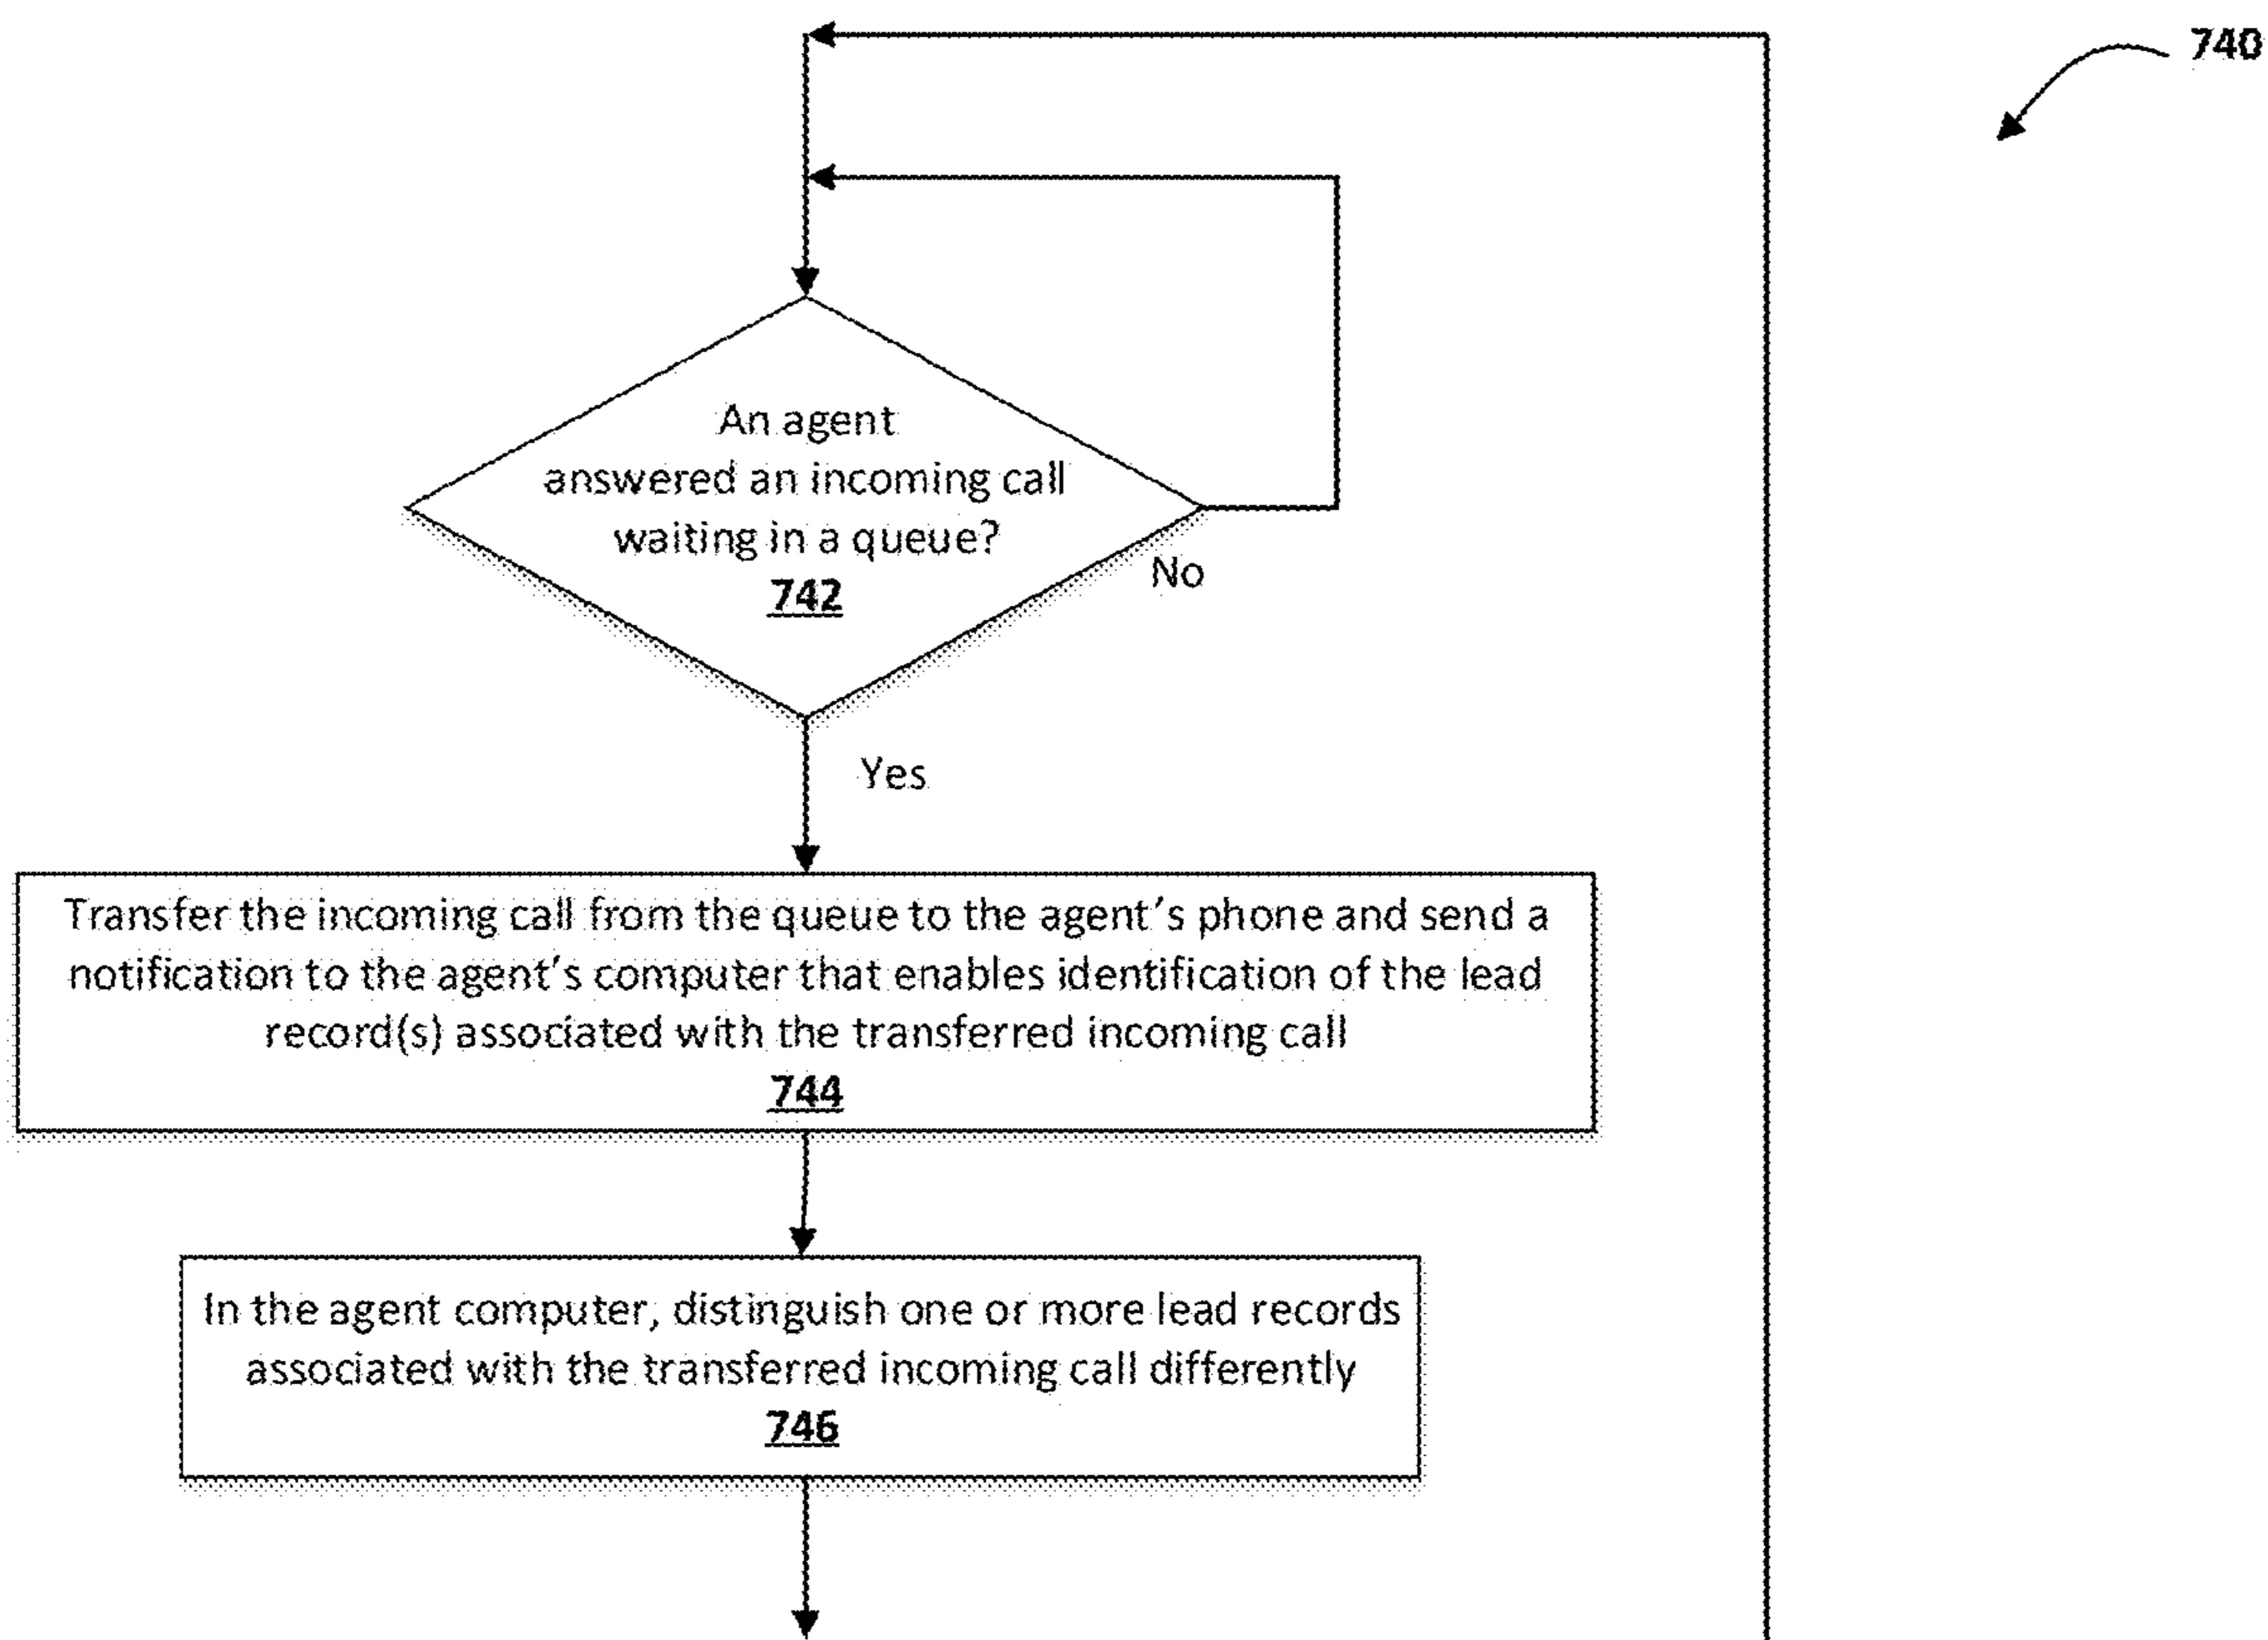 740
An agent
answered an incoming call
waiting in a queue?
742
No
Yes
Transfer the incoming call from the queue to the agent's phone and send a
notification to the agent's computer that enables identification of the lead
record(s) associated with the transferred incoming call
744
In the agent computer, distinguish one or more lead records
associated with the transferred incoming call differently
746